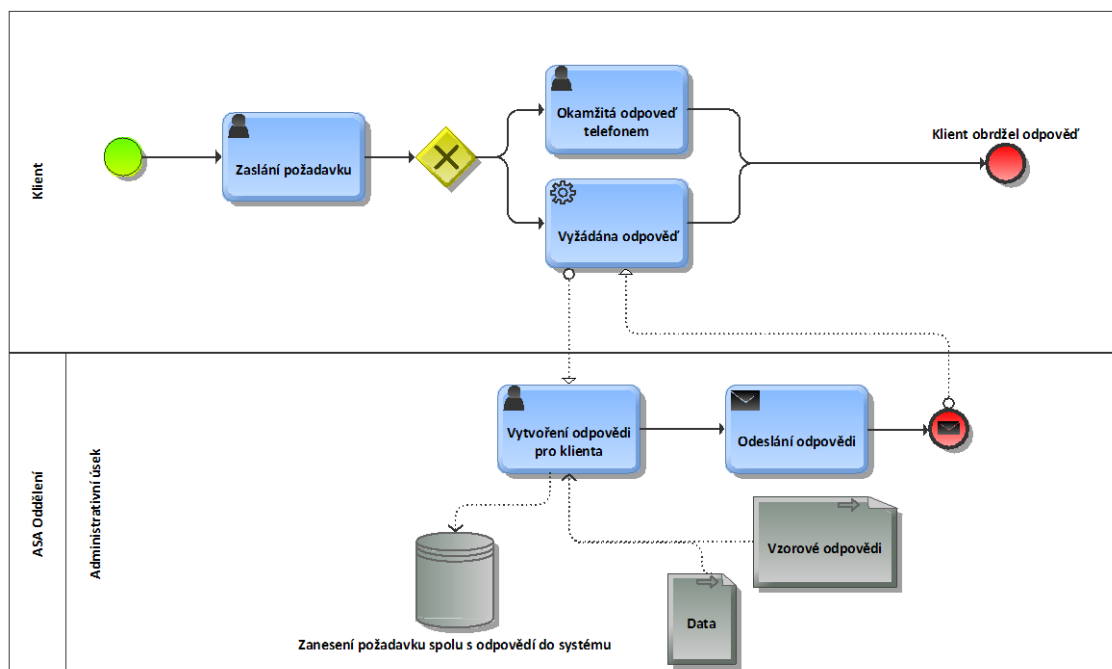 Klient
Zaslání požadavku
Okamžitá odpoveď
telefonem
Vyžádána odpověď
Klient obrdžel odpověď
ASA Oddělení
Administrativní úsek
Vytvoření odpovědi
pro klienta
Odeslání odpovědi
Vzorové odpovědi
Data
Zanesení požadavku spolu s odpovědí do systému